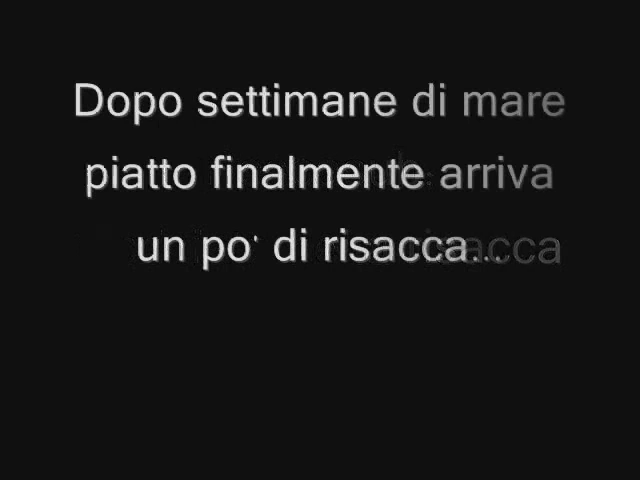 Dopo settimane di mare
piatto finalmente arriva
un po' di risacca...